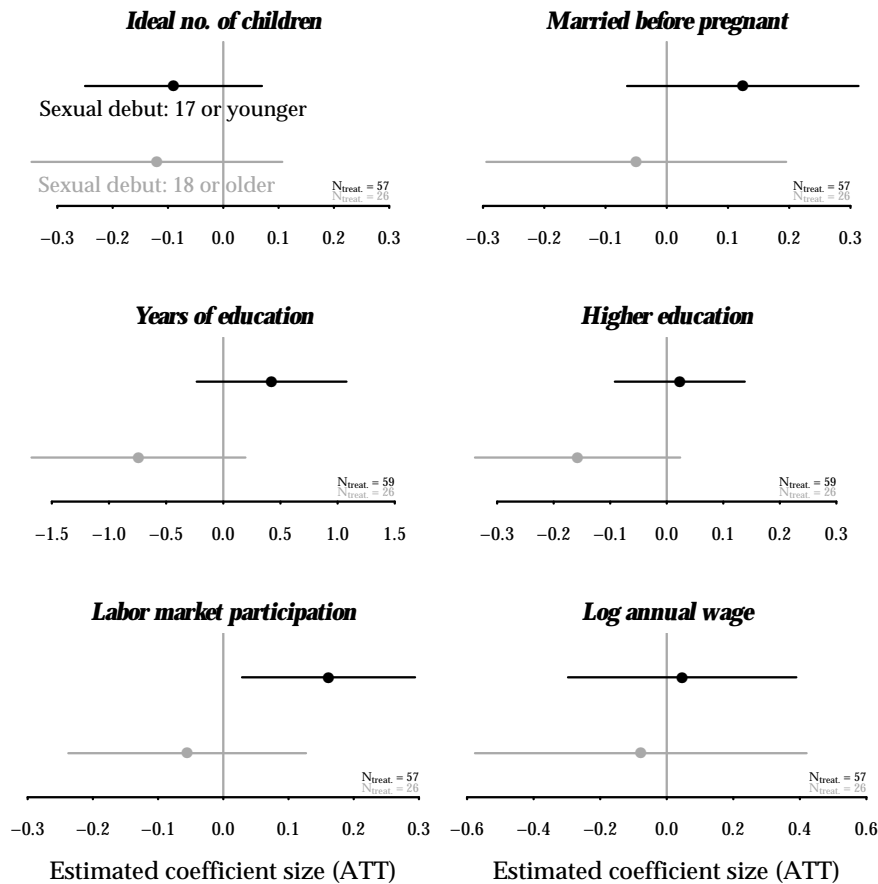 Ideal no. of children
Sexual debut: 17 or younger
Sexual debut: 18 or older
Ntreat. = 57
Ntreat. = 26
−0.3 −0.2 −0.1 0.0 0.1 0.2 0.3
Married before pregnant
Ntreat. = 57
Ntreat. = 26
−0.3 −0.2 −0.1 0.0 0.1 0.2 0.3
Years of education
Ntreat. = 59
Ntreat. = 26
−1.5 −1.0 −0.5 0.0 0.5 1.0 1.5
Higher education
Ntreat. = 59
Ntreat. = 26
−0.3 −0.2 −0.1 0.0 0.1 0.2 0.3
Labor market participation
Ntreat. = 57
Ntreat. = 26
−0.3 −0.2 −0.1 0.0 0.1 0.2 0.3
Estimated coefficient size (ATT)
Log annual wage
−0.6 −0.4 −0.2 0.0 0.2 0.4 0.6
Estimated coefficient size (ATT)